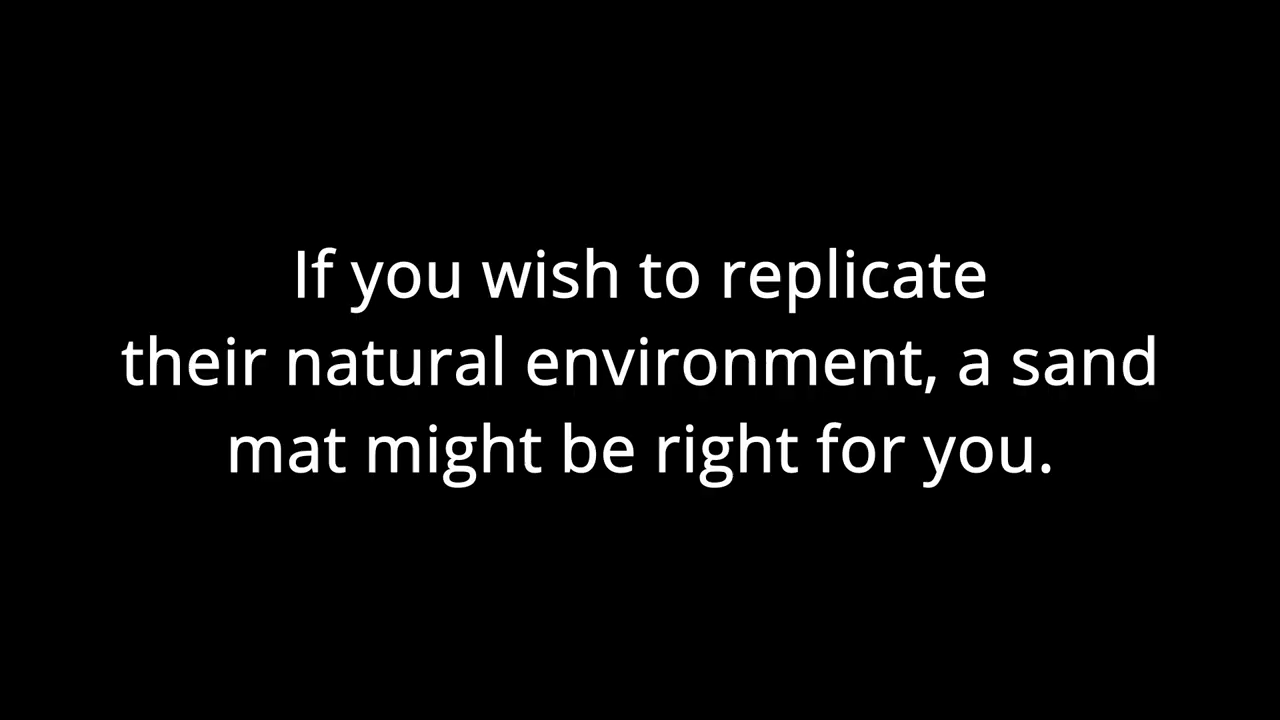 If you wish to replicate
their natural environment, a sand
mat might be right for you.